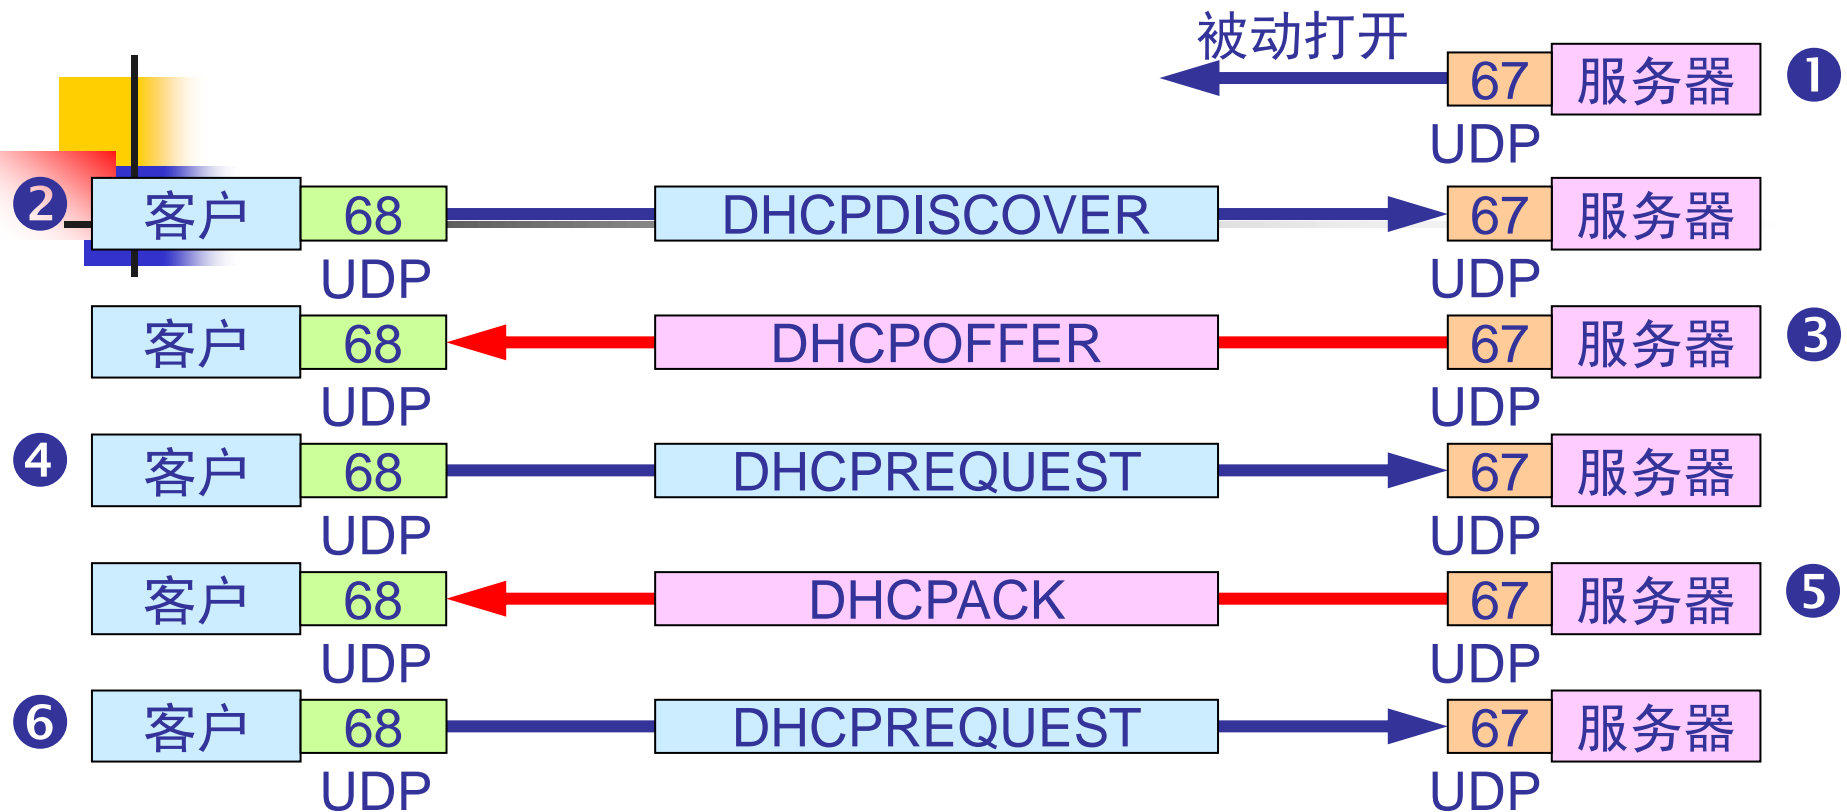 被动打开
67 服务器 ❶
UDP
❷ 客户 68 DHCPDISCOVER 67 服务器
UDP UDP
客户 68 DHCPOFFER 67 服务器 ❸
UDP UDP
❹ 客户 68 DHCPREQUEST 67 服务器
UDP UDP
客户 68 DHCPACK 67 服务器 ❺
UDP UDP
❻ 客户 68 DHCPREQUEST 67 服务器
UDP UDP